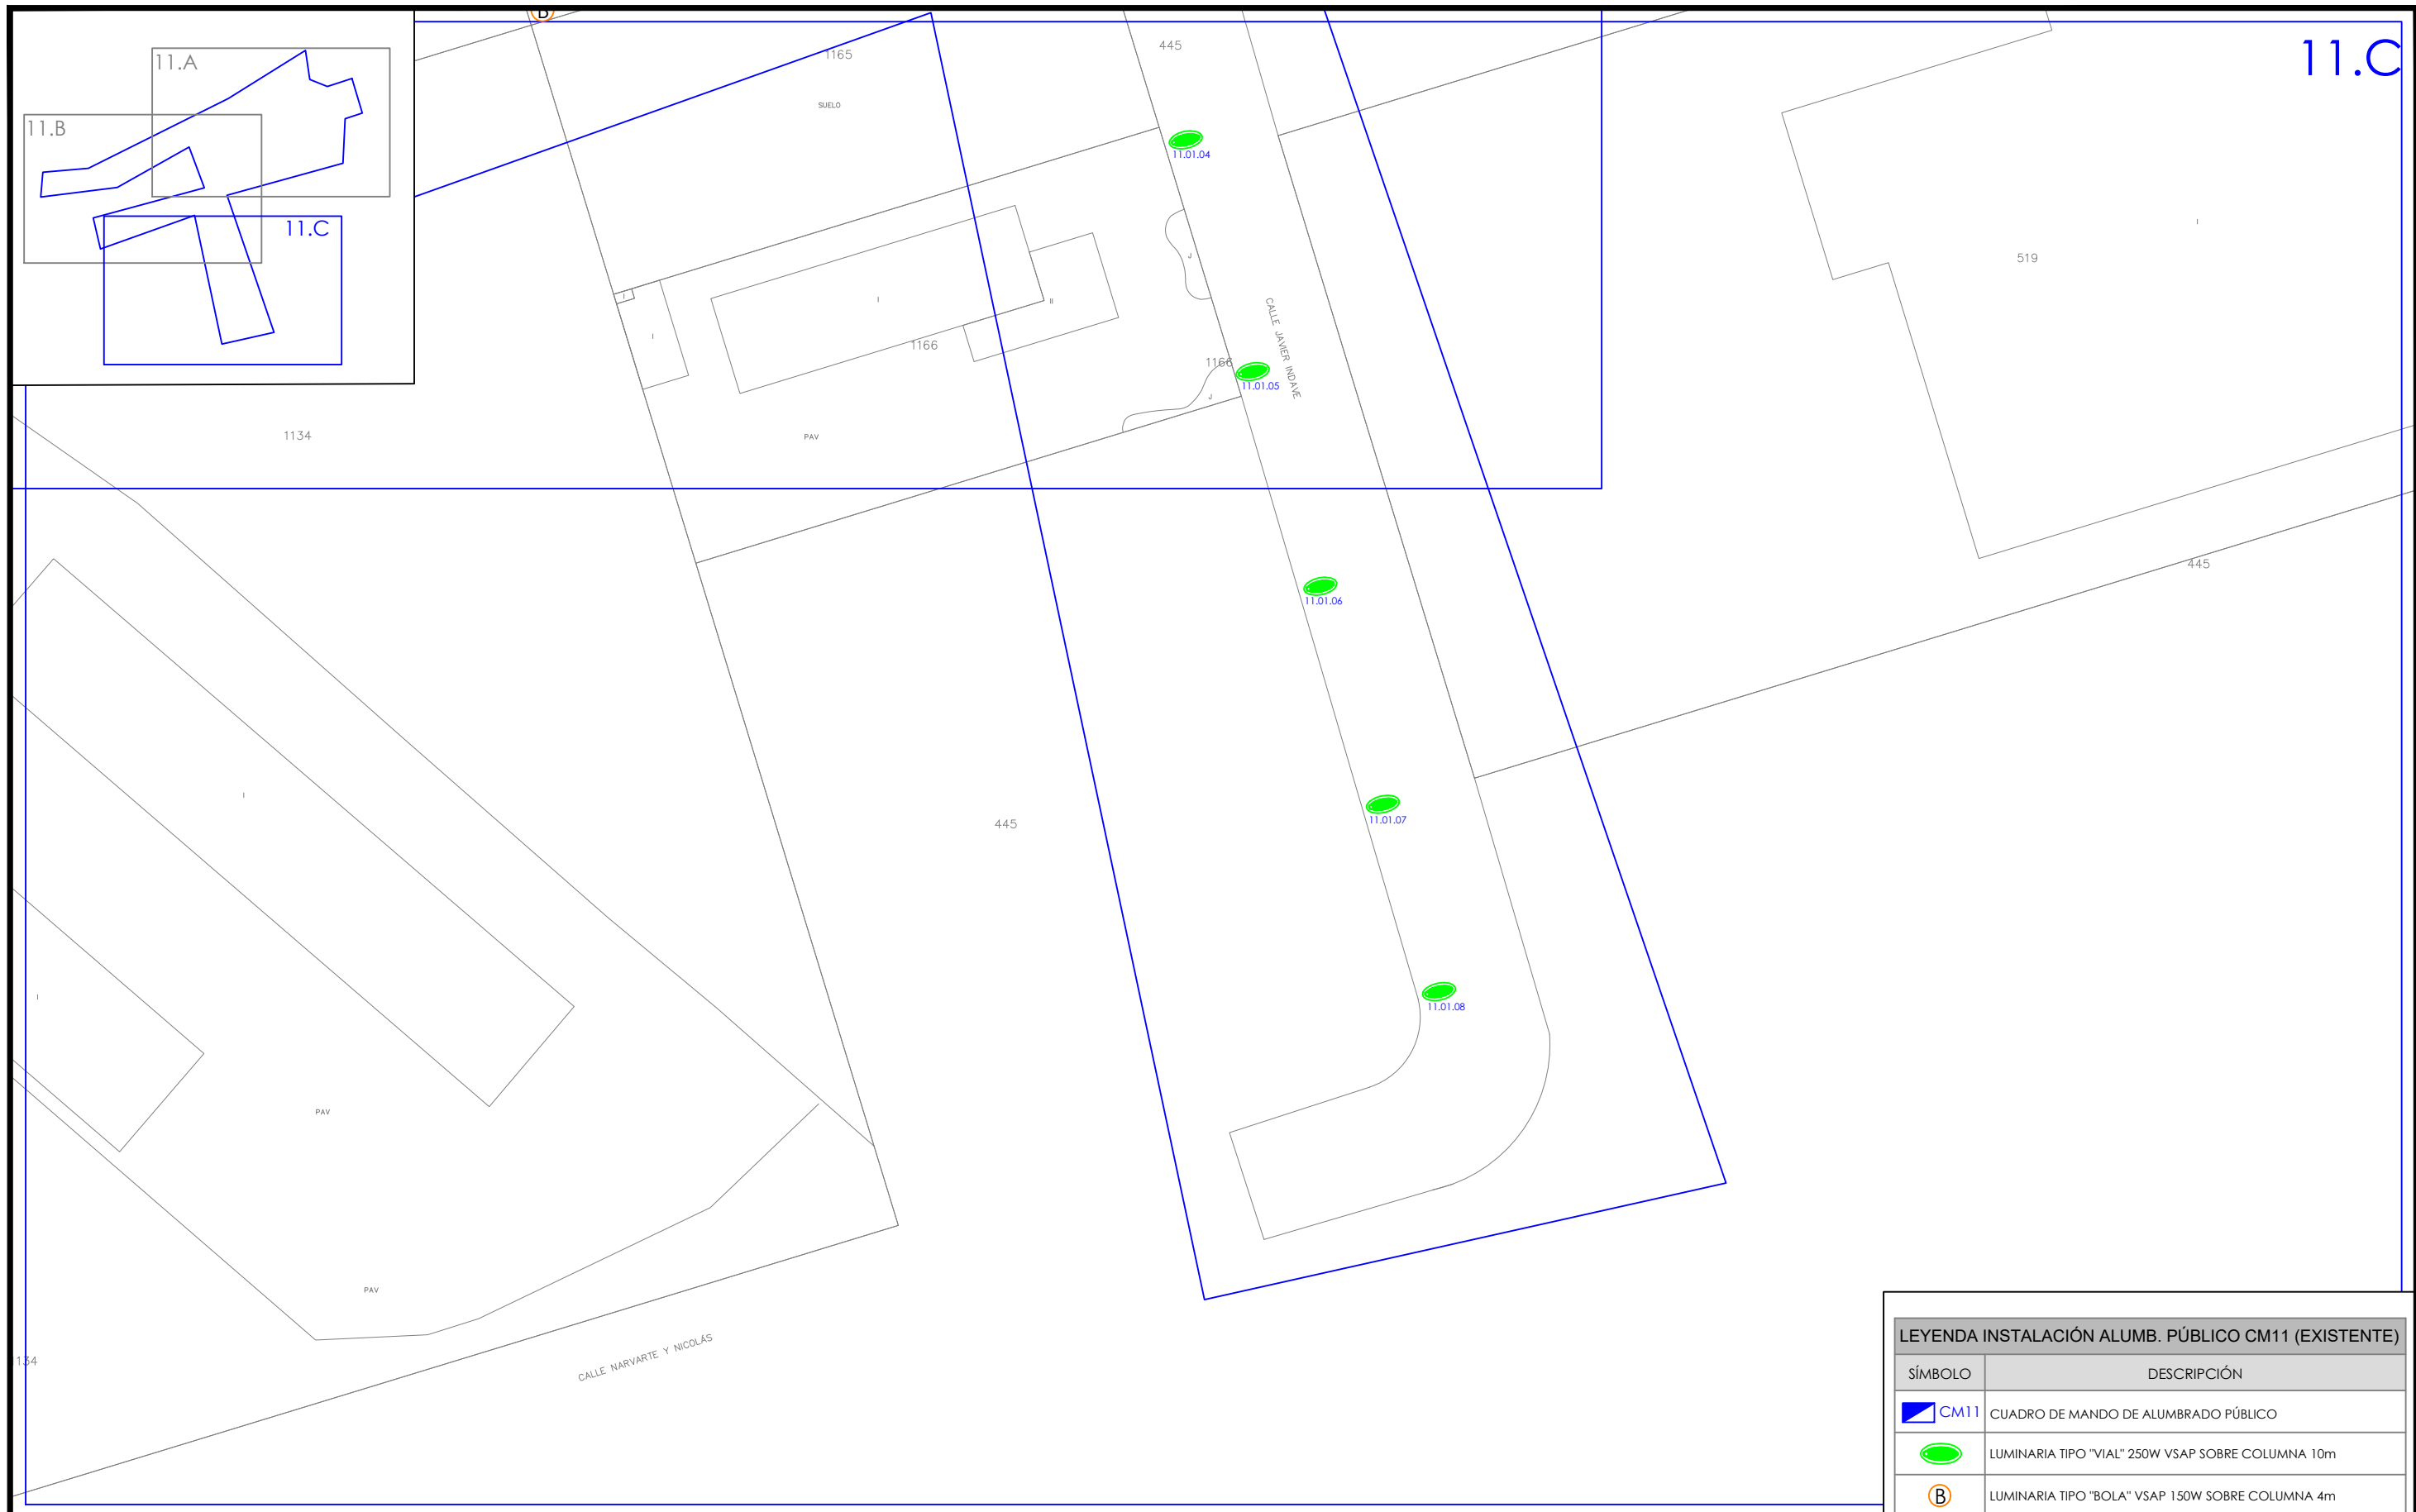 B
11.A
11.B
11.C
11.C
1165
SUELO
445
11.01.04
J
I
519
CALLE JAVIER INDAVE
I
I
II
I
1166
1166
11.01.05
J
1134
PAV
445
11.01.06
I
11.01.07
445
I
11.01.08
PAV
PAV
CALLE NARVARTE Y NICOLÁS
1134
LEYENDA INSTALACIÓN ALUMB. PÚBLICO CM11 (EXISTENTE)
SÍMBOLO DESCRIPCIÓN
CM11 CUADRO DE MANDO DE ALUMBRADO PÚBLICO
LUMINARIA TIPO "VIAL" 250W VSAP SOBRE COLUMNA 10m
B LUMINARIA TIPO "BOLA" VSAP 150W SOBRE COLUMNA 4m